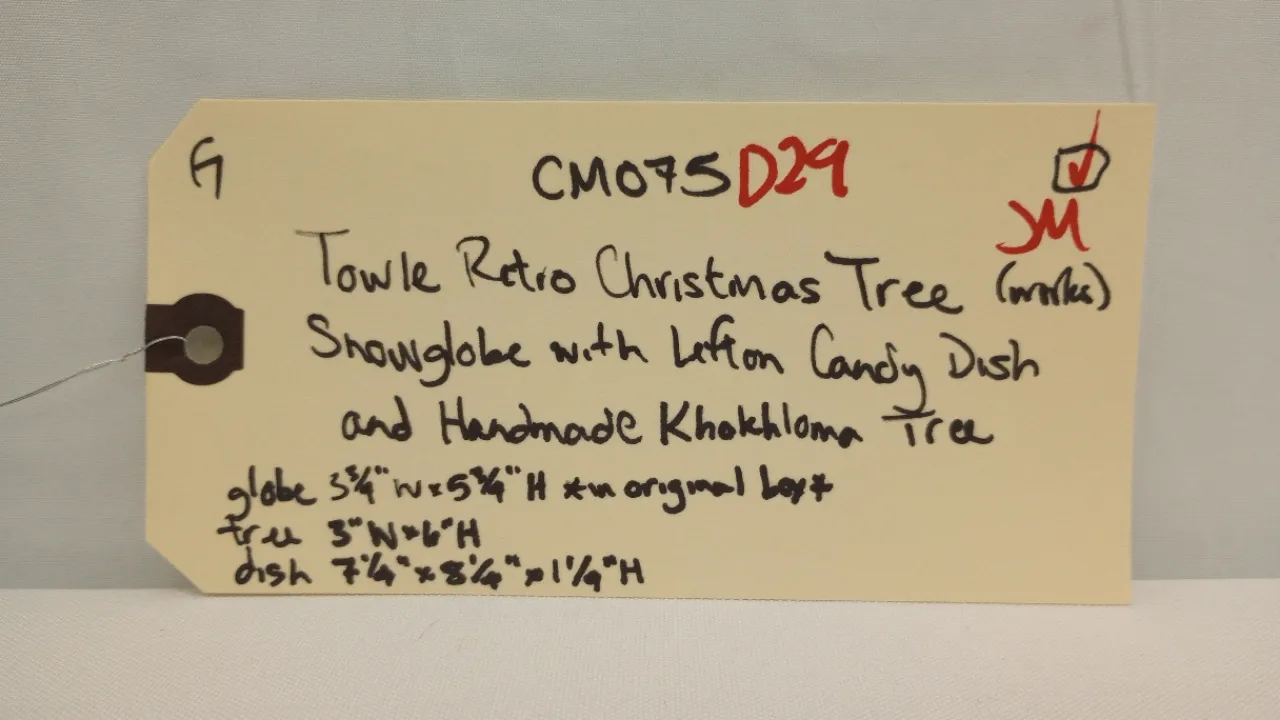 G CM075D29 ☑
JM
Towle Retro Christmas Tree (works)
Snowglobe with Lefton Candy Dish
and Handmade Khokhloma Tree
globe 3¾" W x 5¾" H *in original box*
tree 3" W x 6" H
dish 7¼" x 8¼" x 1¼" H